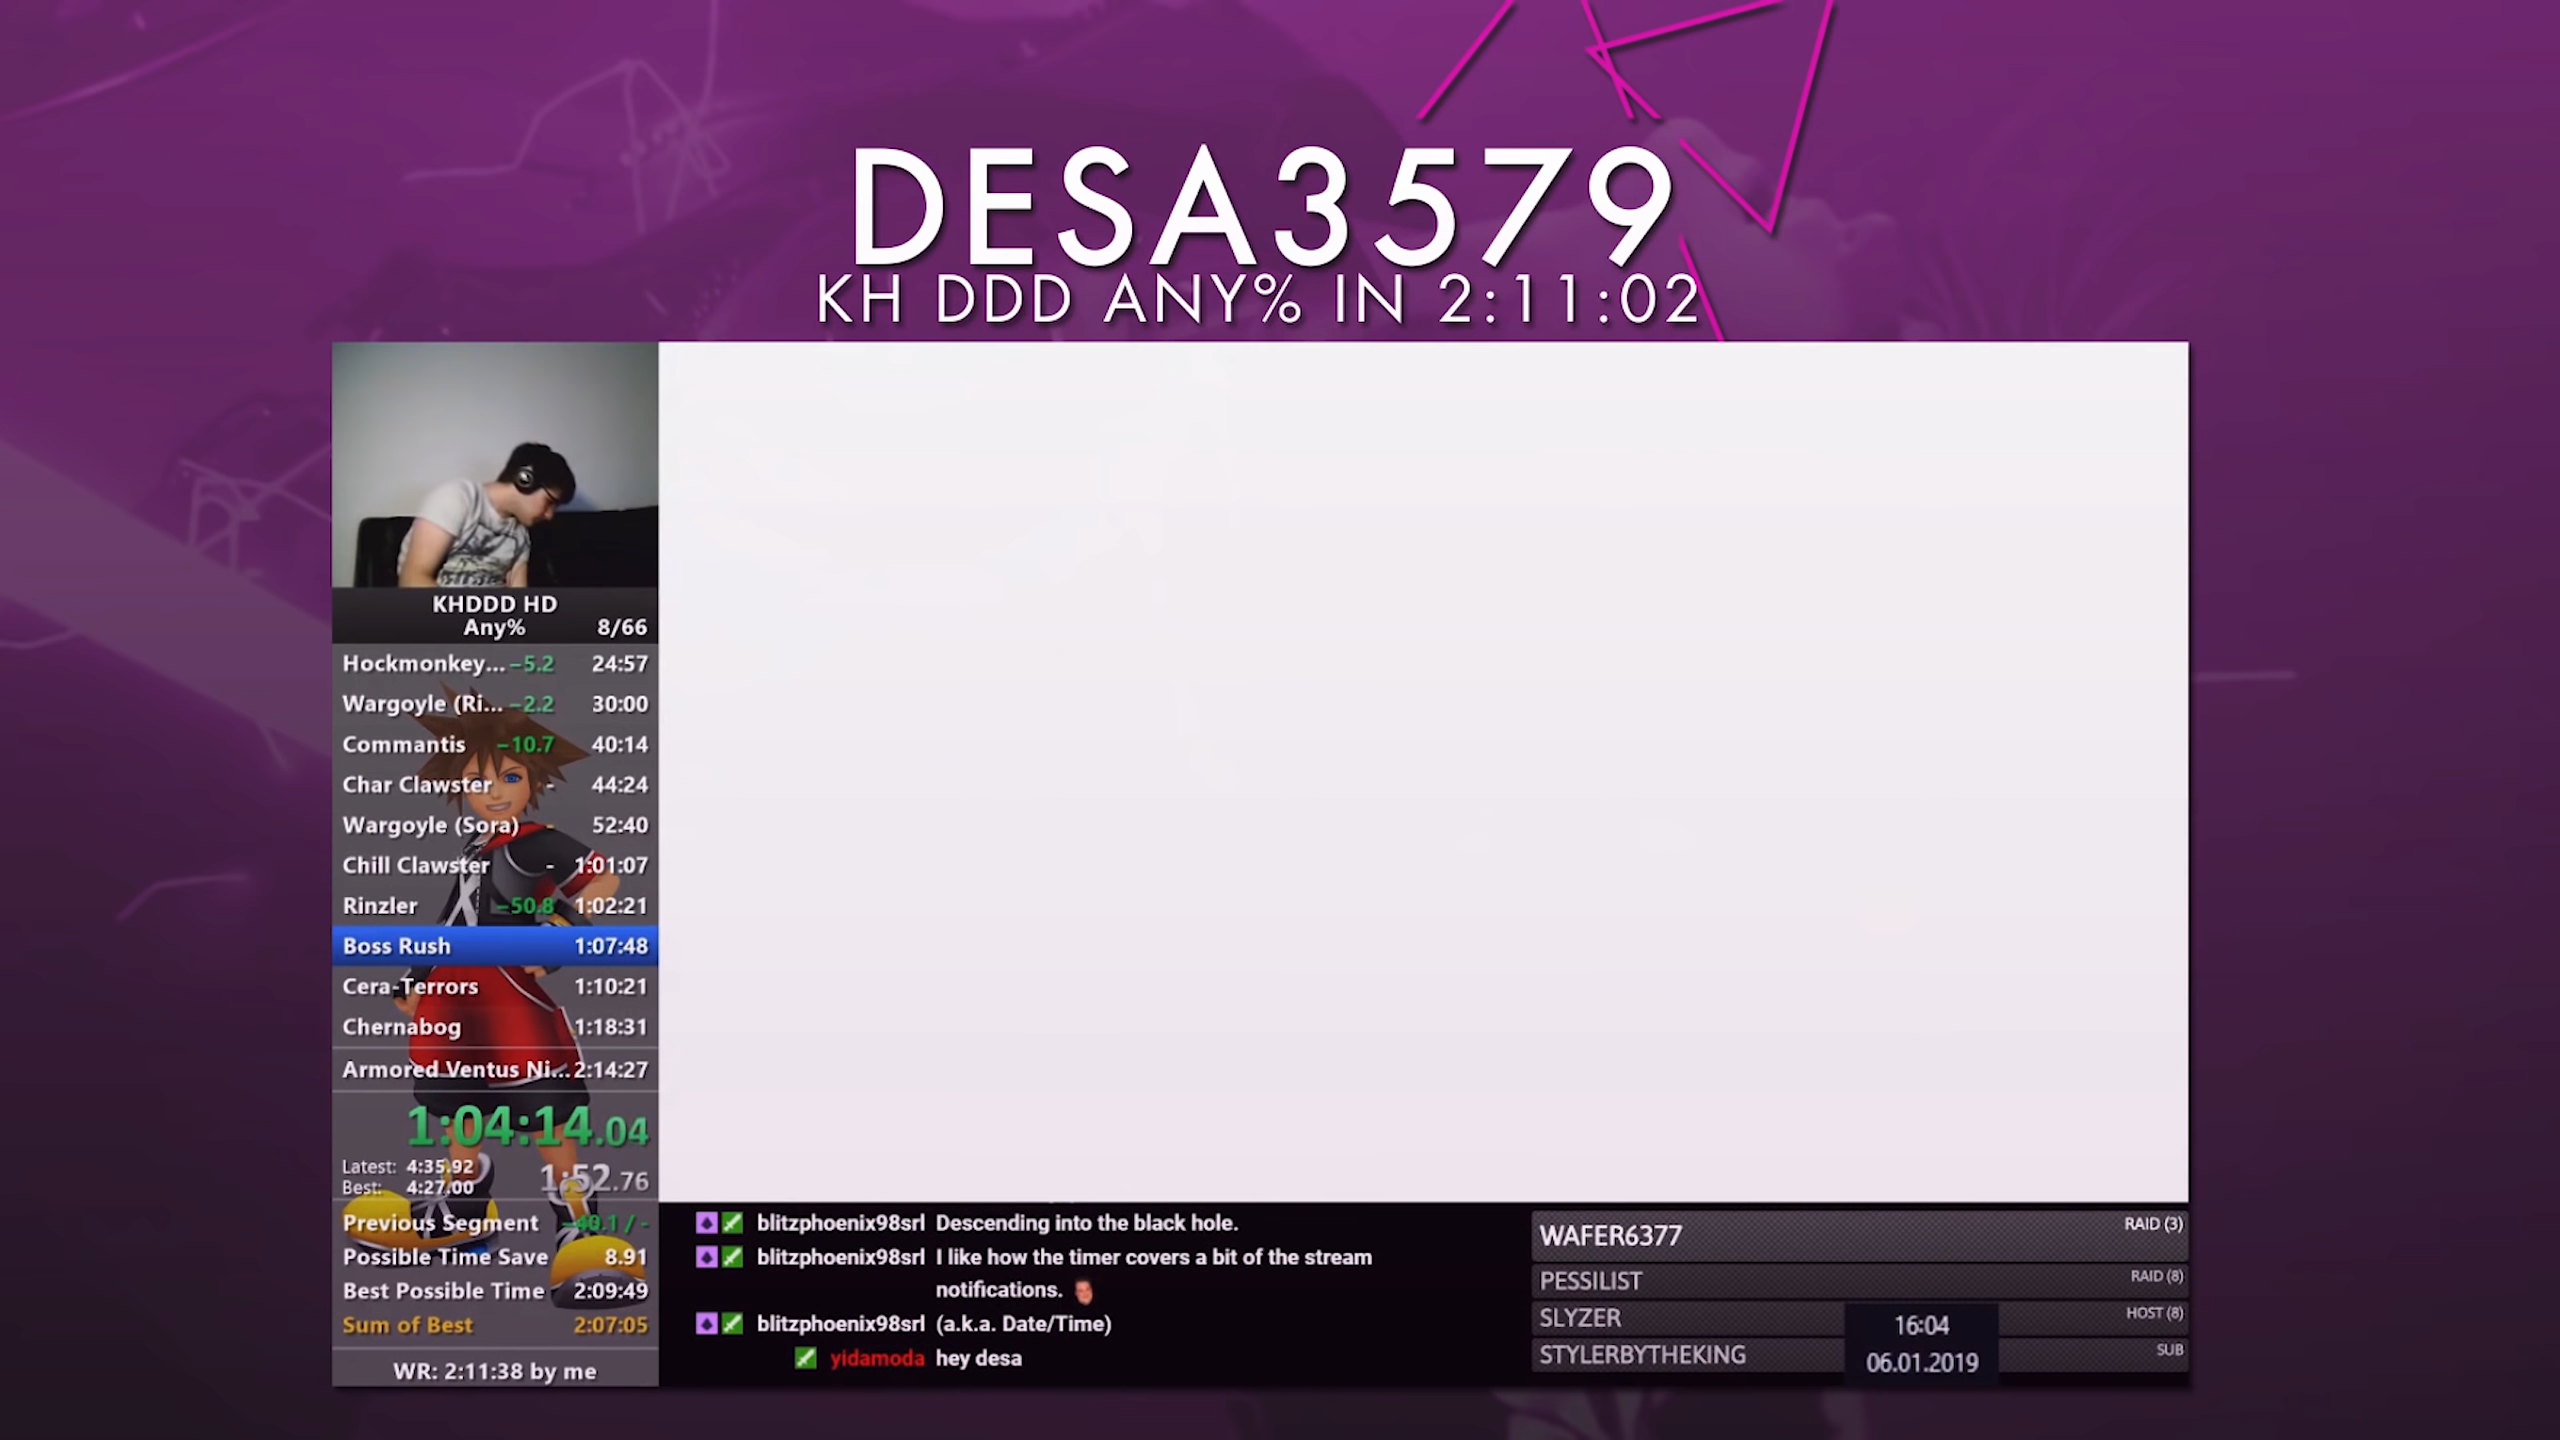 DESA3579
KH DDD ANY% IN 2:11:02
KHDDD HD
Any% 8/66
Hockmonkey... −5.2 24:57
Wargoyle (Ri... −2.2 30:00
Commantis −10.7 40:14
Char Clawster - 44:24
Wargoyle (Sora) - 52:40
Chill Clawster - 1:01:07
Rinzler −50.8 1:02:21
Boss Rush 1:07:48
Cera-Terrors 1:10:21
Chernabog 1:18:31
Armored Ventus Ni... 2:14:27
1:04:14.04
Latest: 4:35.92
Best: 4:27.00
1:52.76
Previous Segment −40.1 / -
Possible Time Save 8.91
Best Possible Time 2:09:49
Sum of Best 2:07:05
WR: 2:11:38 by me
blitzphoenix98srl Descending into the black hole.
blitzphoenix98srl I like how the timer covers a bit of the stream
notifications.
blitzphoenix98srl (a.k.a. Date/Time)
yidamoda hey desa
WAFER6377 RAID (3)
PESSILIST RAID (8)
SLYZER HOST (8)
STYLERBYTHEKING SUB
16:04
06.01.2019